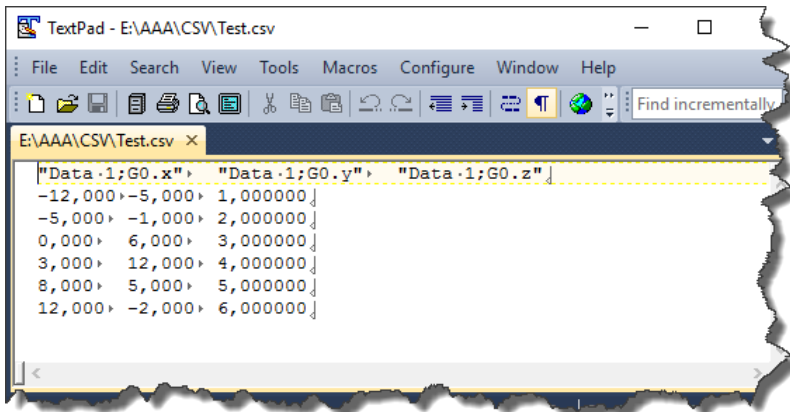 TextPad - E:\AAA\CSV\Test.csv
File Edit Search View Tools Macros Configure Window Help
Find incrementally
E:\AAA\CSV\Test.csv
"Data·1;G0.x" "Data·1;G0.y" "Data·1;G0.z"
-12,000 -5,000 1,000000
-5,000 -1,000 2,000000
0,000 6,000 3,000000
3,000 12,000 4,000000
8,000 5,000 5,000000
12,000 -2,000 6,000000